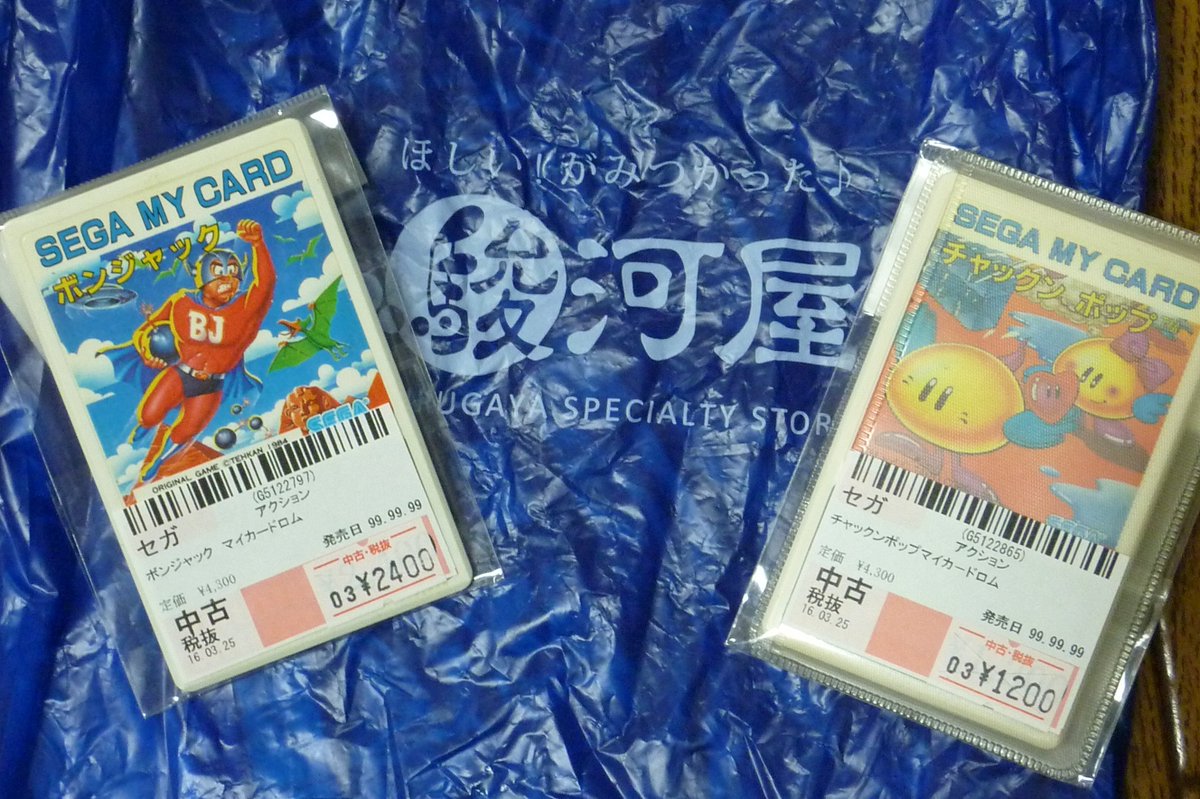 ほしい!がみつかった♪
駿河屋
UGAYA SPECIALTY STOR
SEGA MY CARD
ボンジャック
BJ
SEGA
ORIGINAL GAME ©TEHKAN 1984
(G5122797)
セガ
アクション
ボンジャック マイカードロム
発売日 99.99.99
定価 ¥4,300
中古
税抜
16.03.25
中古・税抜
03¥2400
SEGA MY CARD
チャックン ポップ
SEGA
(G5122865)
セガ
アクション
チャックンポップマイカードロム
定価 ¥4,300
発売日 99.99.99
中古
税抜
16.03.25
中古・税抜
03¥1200